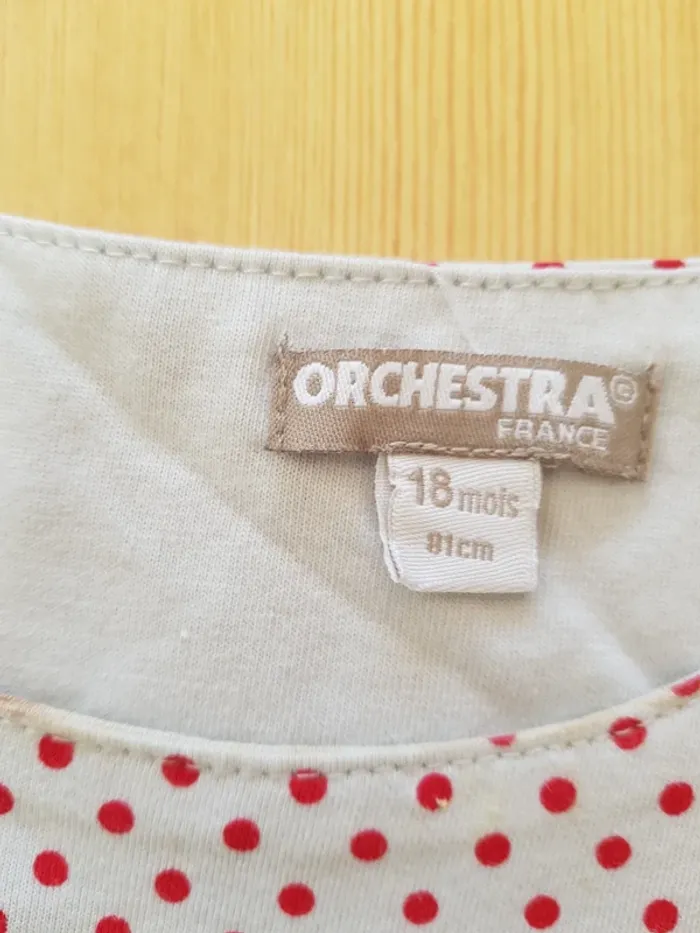 ORCHESTRA©
FRANCE
18 mois
81cm